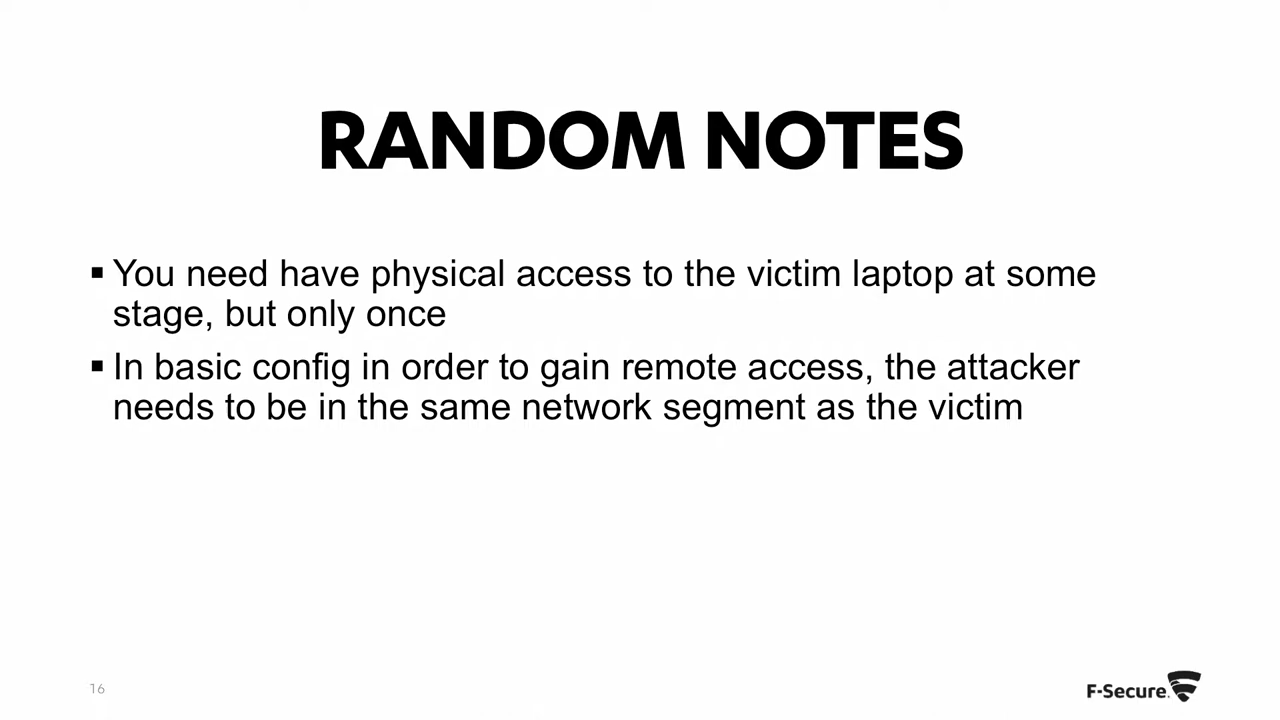 RANDOM NOTES
▪ You need have physical access to the victim laptop at some
stage, but only once
▪ In basic config in order to gain remote access, the attacker
needs to be in the same network segment as the victim
16
F-Secure.